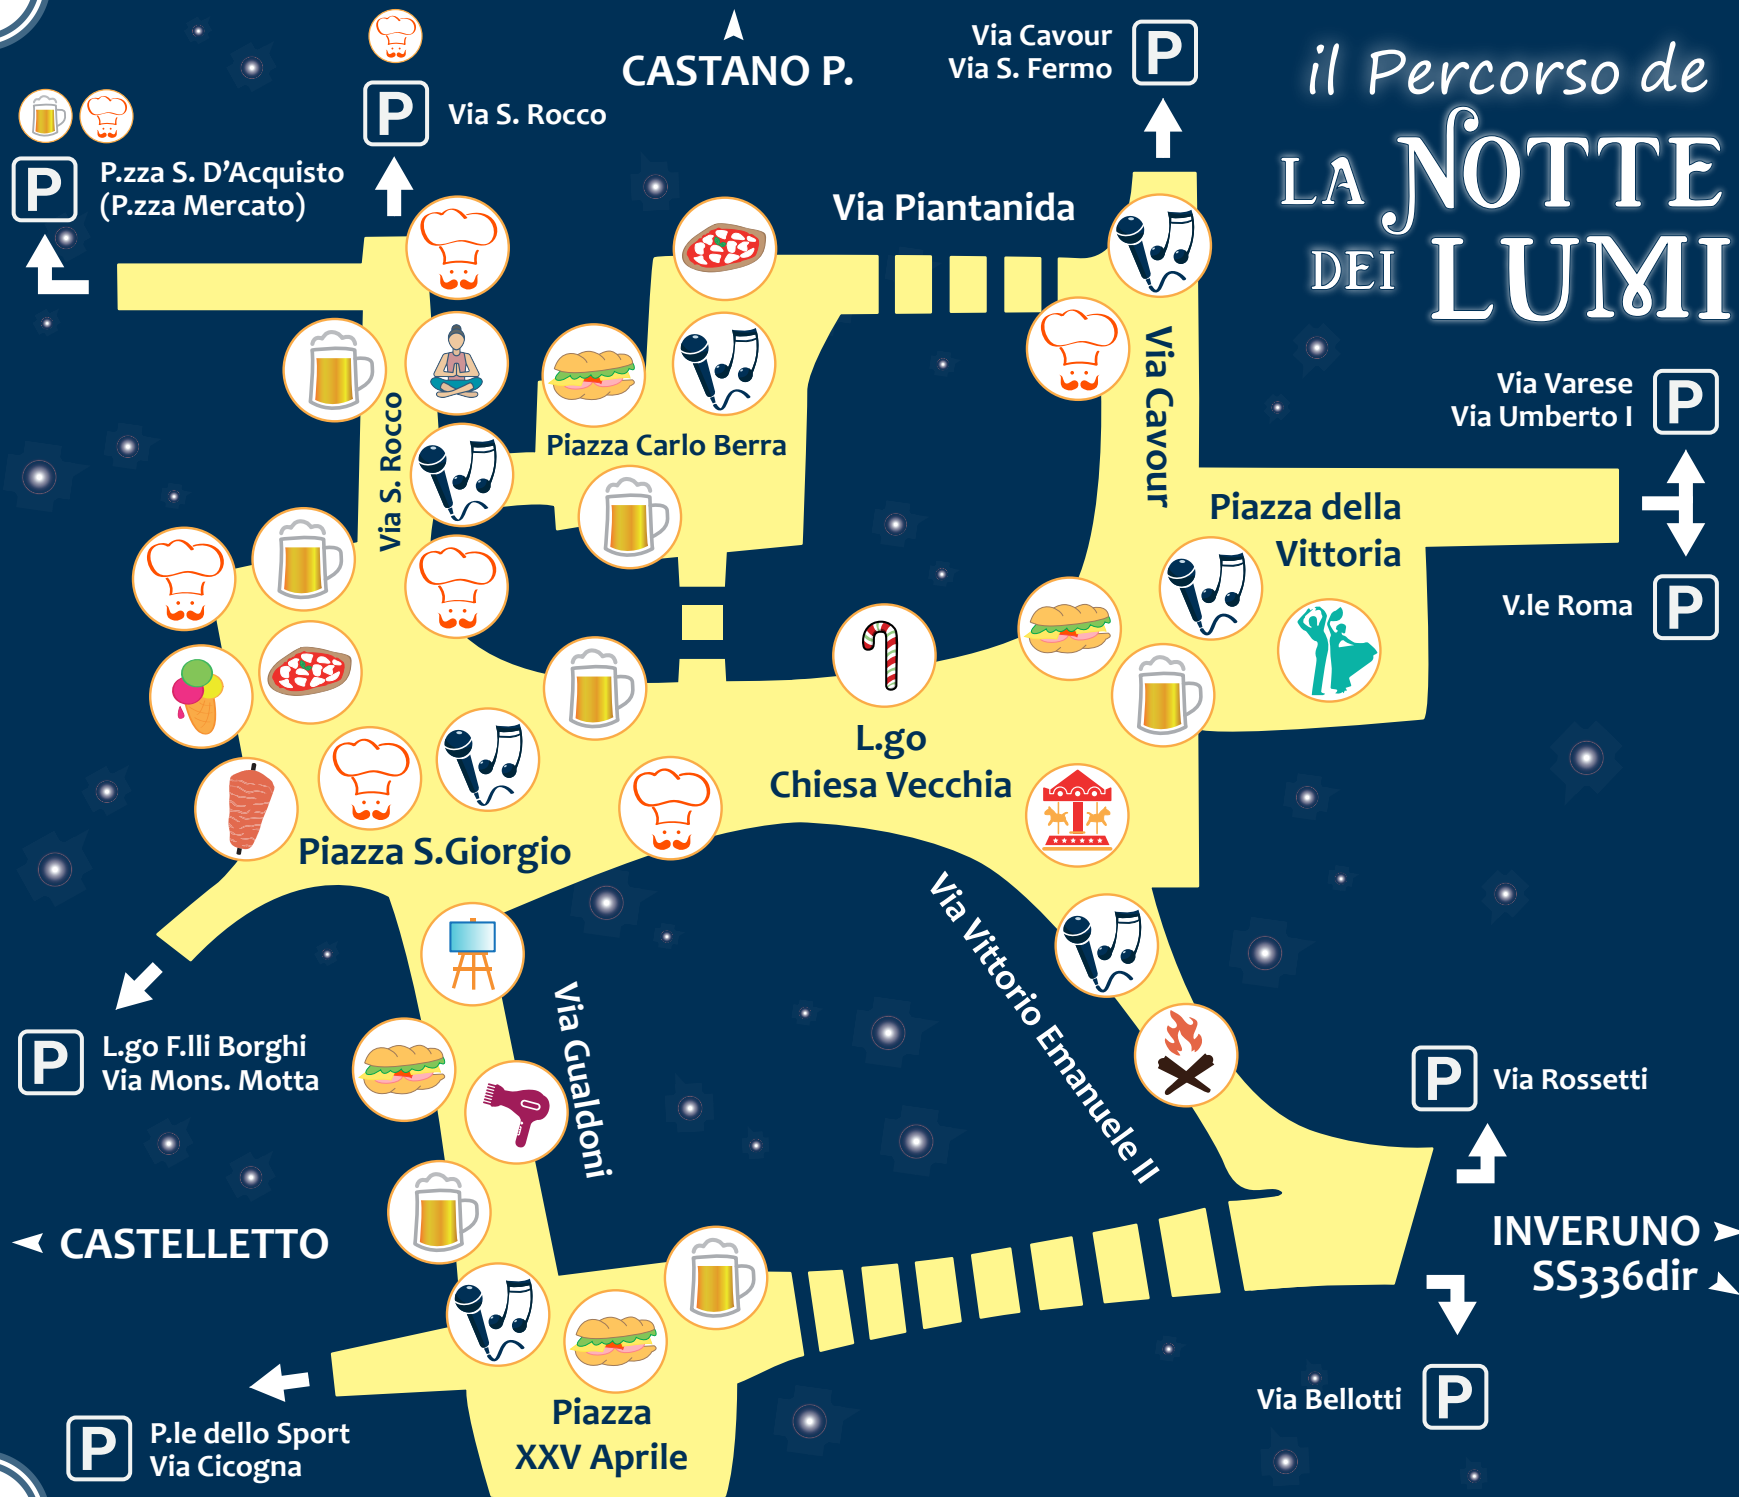 il Percorso de
LA NOTTE
DEI LUMI
CASTANO P.
Via Cavour
Via S. Fermo
P
P
Via S. Rocco
P
P.zza S. D'Acquisto
(P.zza Mercato)
Via Piantanida
Via Varese
Via Umberto I
P
Via Cavour
Via S. Rocco
Piazza Carlo Berra
Piazza della
Vittoria
V.le Roma
P
L.go
Chiesa Vecchia
Piazza S.Giorgio
Via Vittorio Emanuele II
Via Gualdoni
P
L.go F.lli Borghi
Via Mons. Motta
P
Via Rossetti
CASTELLETTO
INVERUNO
SS336dir
Via Bellotti
P
Piazza
XXV Aprile
P
P.le dello Sport
Via Cicogna